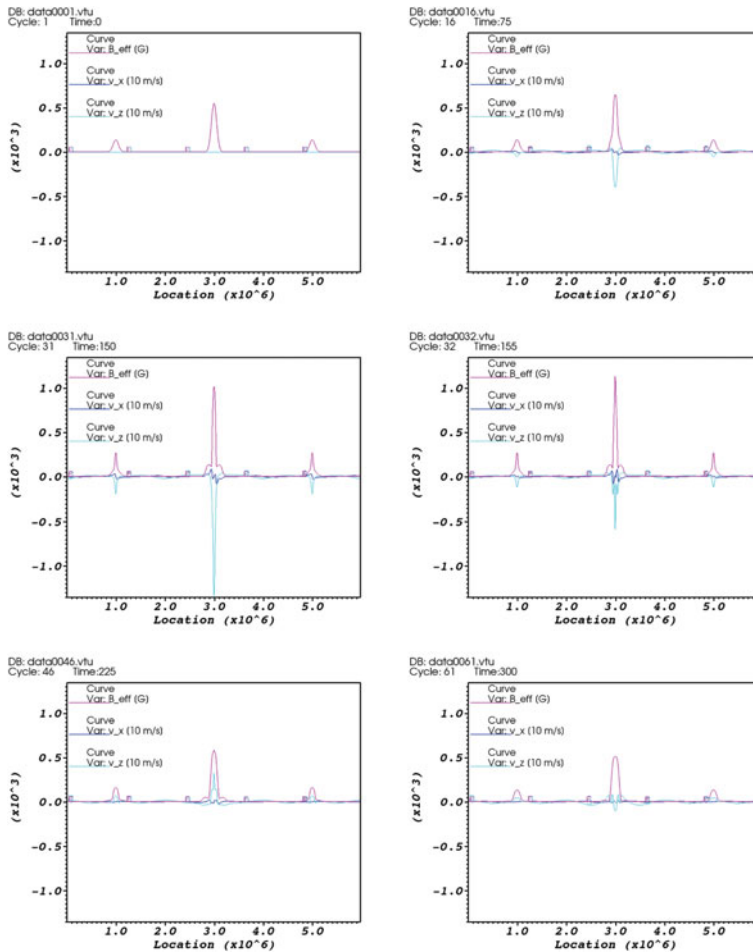 DB: data0001.vtu
Cycle: 1 Time:0
Curve
Var: B_eff (G)
Curve
Var: v_x (10 m/s)
Curve
Var: v_z (10 m/s)
1.0
0.5
0.0
-0.5
-1.0
(x10^3)
1.0 2.0 3.0 4.0 5.0
Location (x10^6)
DB: data0016.vtu
Cycle: 16 Time:75
Curve
Var: B_eff (G)
Curve
Var: v_x (10 m/s)
Curve
Var: v_z (10 m/s)
1.0
0.5
0.0
-0.5
-1.0
(x10^3)
1.0 2.0 3.0 4.0 5.0
Location (x10^6)
DB: data0031.vtu
Cycle: 31 Time:150
Curve
Var: B_eff (G)
Curve
Var: v_x (10 m/s)
Curve
Var: v_z (10 m/s)
1.0
0.5
0.0
-0.5
-1.0
(x10^3)
1.0 2.0 3.0 4.0 5.0
Location (x10^6)
DB: data0032.vtu
Cycle: 32 Time:155
Curve
Var: B_eff (G)
Curve
Var: v_x (10 m/s)
Curve
Var: v_z (10 m/s)
1.0
0.5
0.0
-0.5
-1.0
(x10^3)
1.0 2.0 3.0 4.0 5.0
Location (x10^6)
DB: data0046.vtu
Cycle: 46 Time:225
Curve
Var: B_eff (G)
Curve
Var: v_x (10 m/s)
Curve
Var: v_z (10 m/s)
1.0
0.5
0.0
-0.5
-1.0
(x10^3)
1.0 2.0 3.0 4.0 5.0
Location (x10^6)
DB: data0061.vtu
Cycle: 61 Time:300
Curve
Var: B_eff (G)
Curve
Var: v_x (10 m/s)
Curve
Var: v_z (10 m/s)
1.0
0.5
0.0
-0.5
-1.0
(x10^3)
1.0 2.0 3.0 4.0 5.0
Location (x10^6)